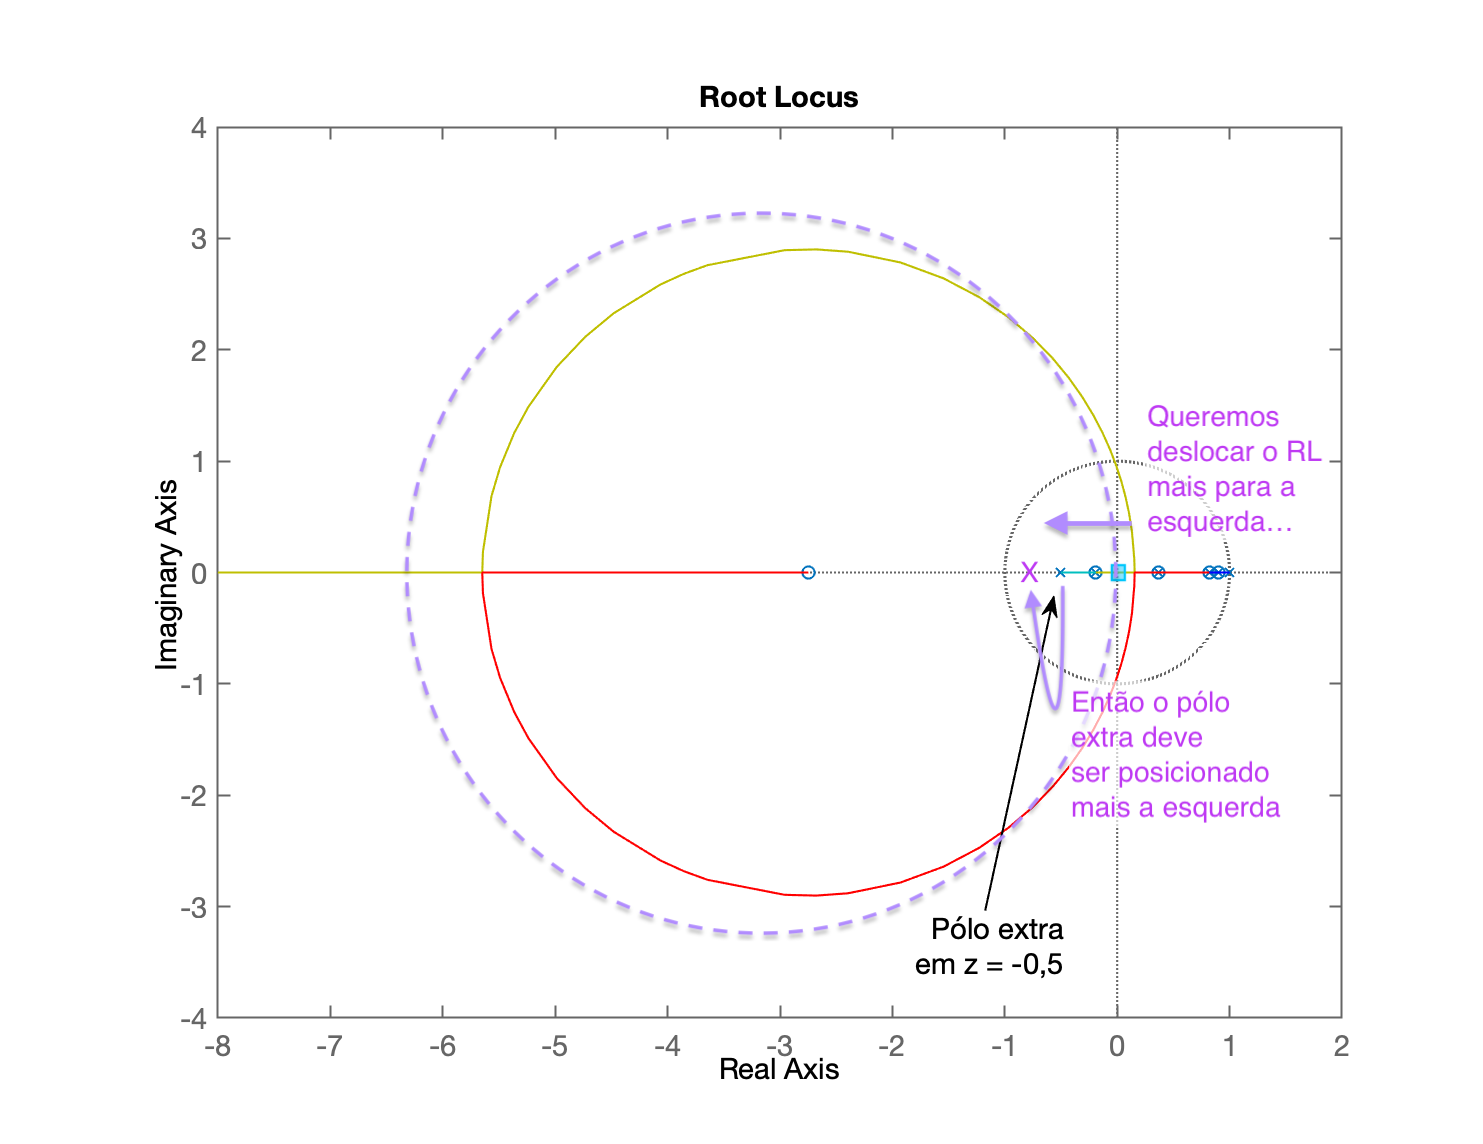 Root Locus
4
3
2
1
0
-1
-2
-3
-4
Imaginary Axis
Queremos
deslocar o RL
mais para a
esquerda...
X
Então o pólo
extra deve
ser posicionado
mais a esquerda
Pólo extra
em z = -0,5
-8 -7 -6 -5 -4 -3 -2 -1 0 1 2
Real Axis